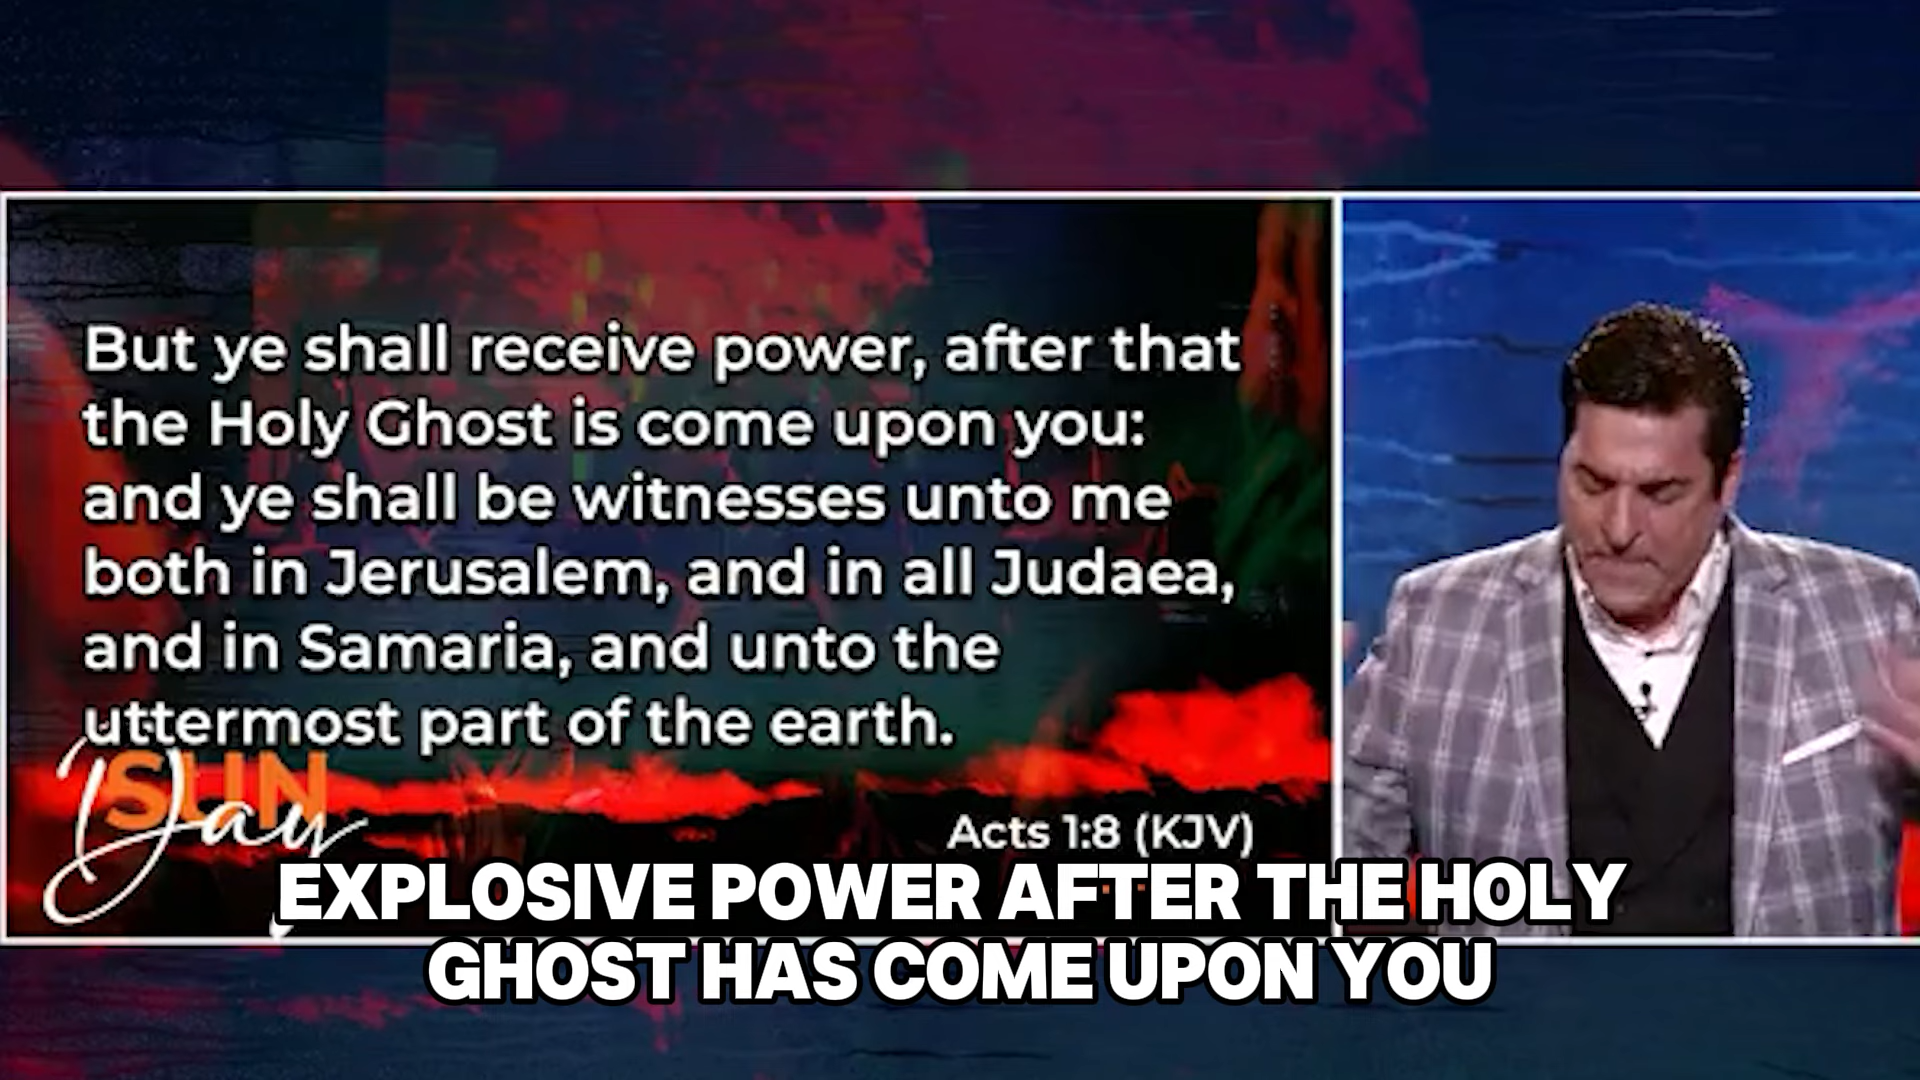 But ye shall receive power, after that
the Holy Ghost is come upon you:
and ye shall be witnesses unto me
both in Jerusalem, and in all Judaea,
and in Samaria, and unto the
uttermost part of the earth.
SUN
Day
Acts 1:8 (KJV)
EXPLOSIVE POWER AFTER THE HOLY
GHOST HAS COME UPON YOU